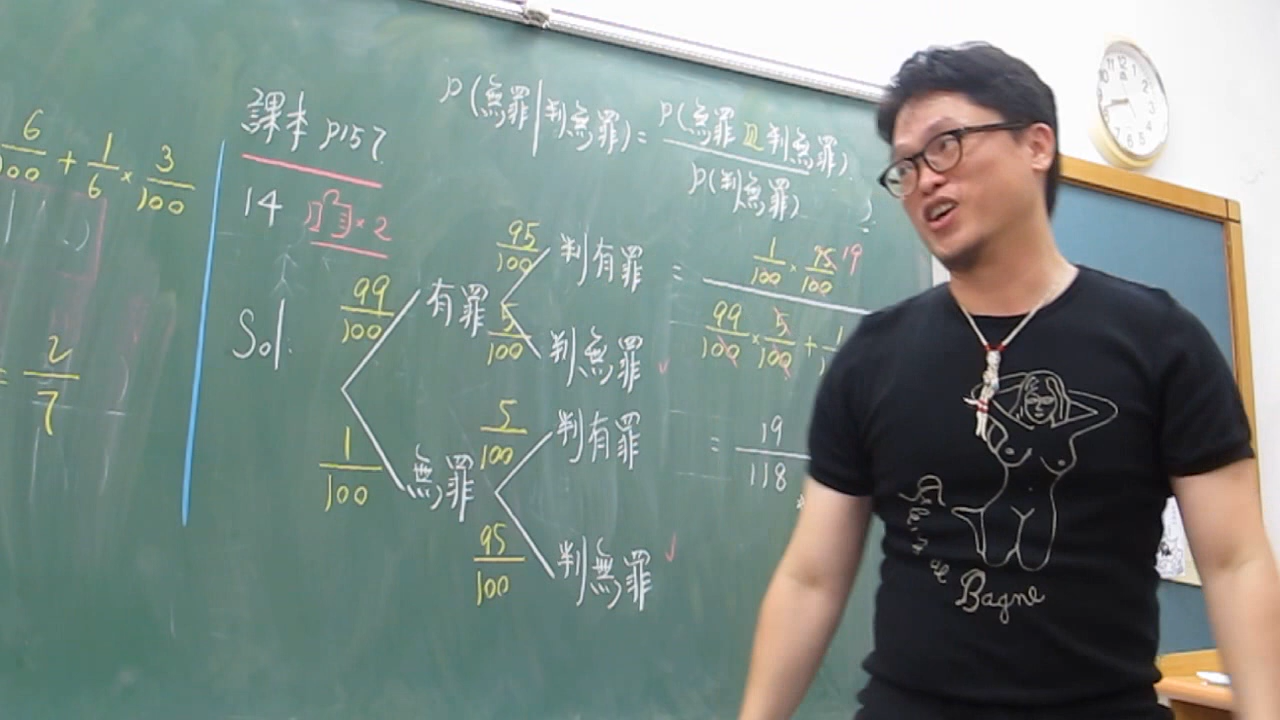 6/100 + 1/6 × 3/100
= 2/7
課本 P157
14
Sol:
99/100 有罪
95/100 判有罪
5/100 判無罪 ✓
1/100 無罪
5/100 判有罪
95/100 判無罪 ✓
P(無罪|判無罪) = P(無罪且判無罪) / P(判無罪)
= 1/100 × 95/100 19
99/100 × 5/100 + 1
= 19/118
Bagne
12